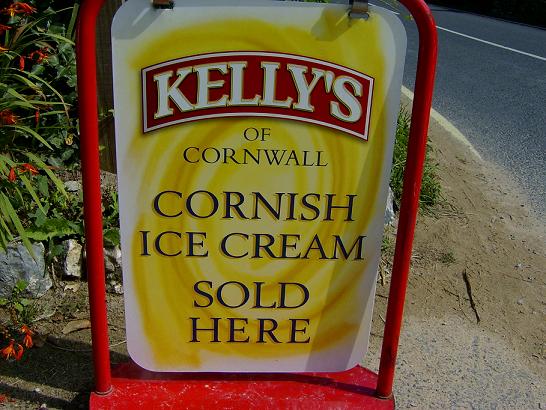 KELLY'S
OF
CORNWALL
CORNISH
ICE CREAM
SOLD
HERE